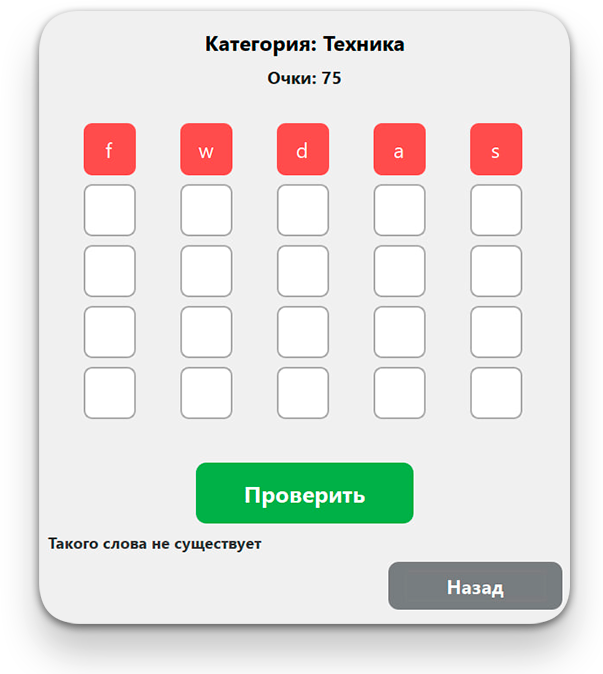 Категория: Техника
Очки: 75
f w d a s
Проверить
Такого слова не существует
Назад